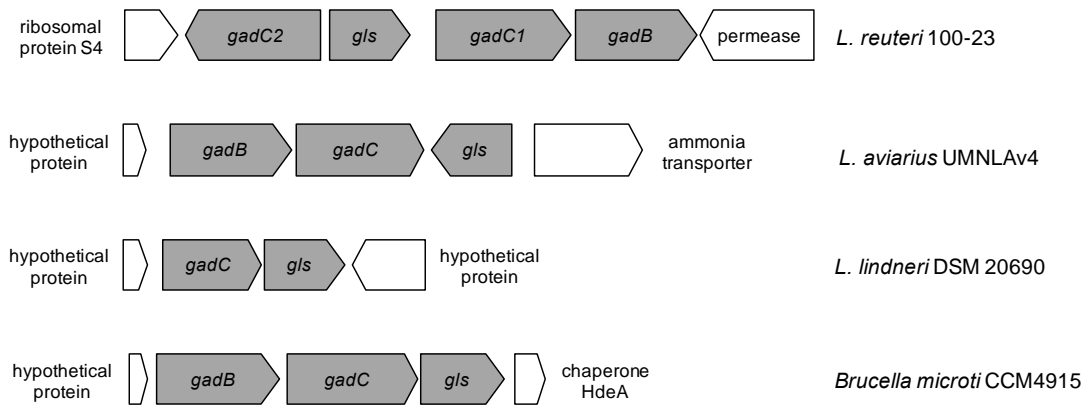 ribosomal
protein S4
gadC2 gls gadC1 gadB permease L. reuteri 100-23
hypothetical
protein
gadB gadC gls
ammonia
transporter
L. aviarius UMNLAv4
hypothetical
protein
gadC gls
hypothetical
protein
L. lindneri DSM 20690
hypothetical
protein
gadB gadC gls
chaperone
HdeA
Brucella microti CCM4915